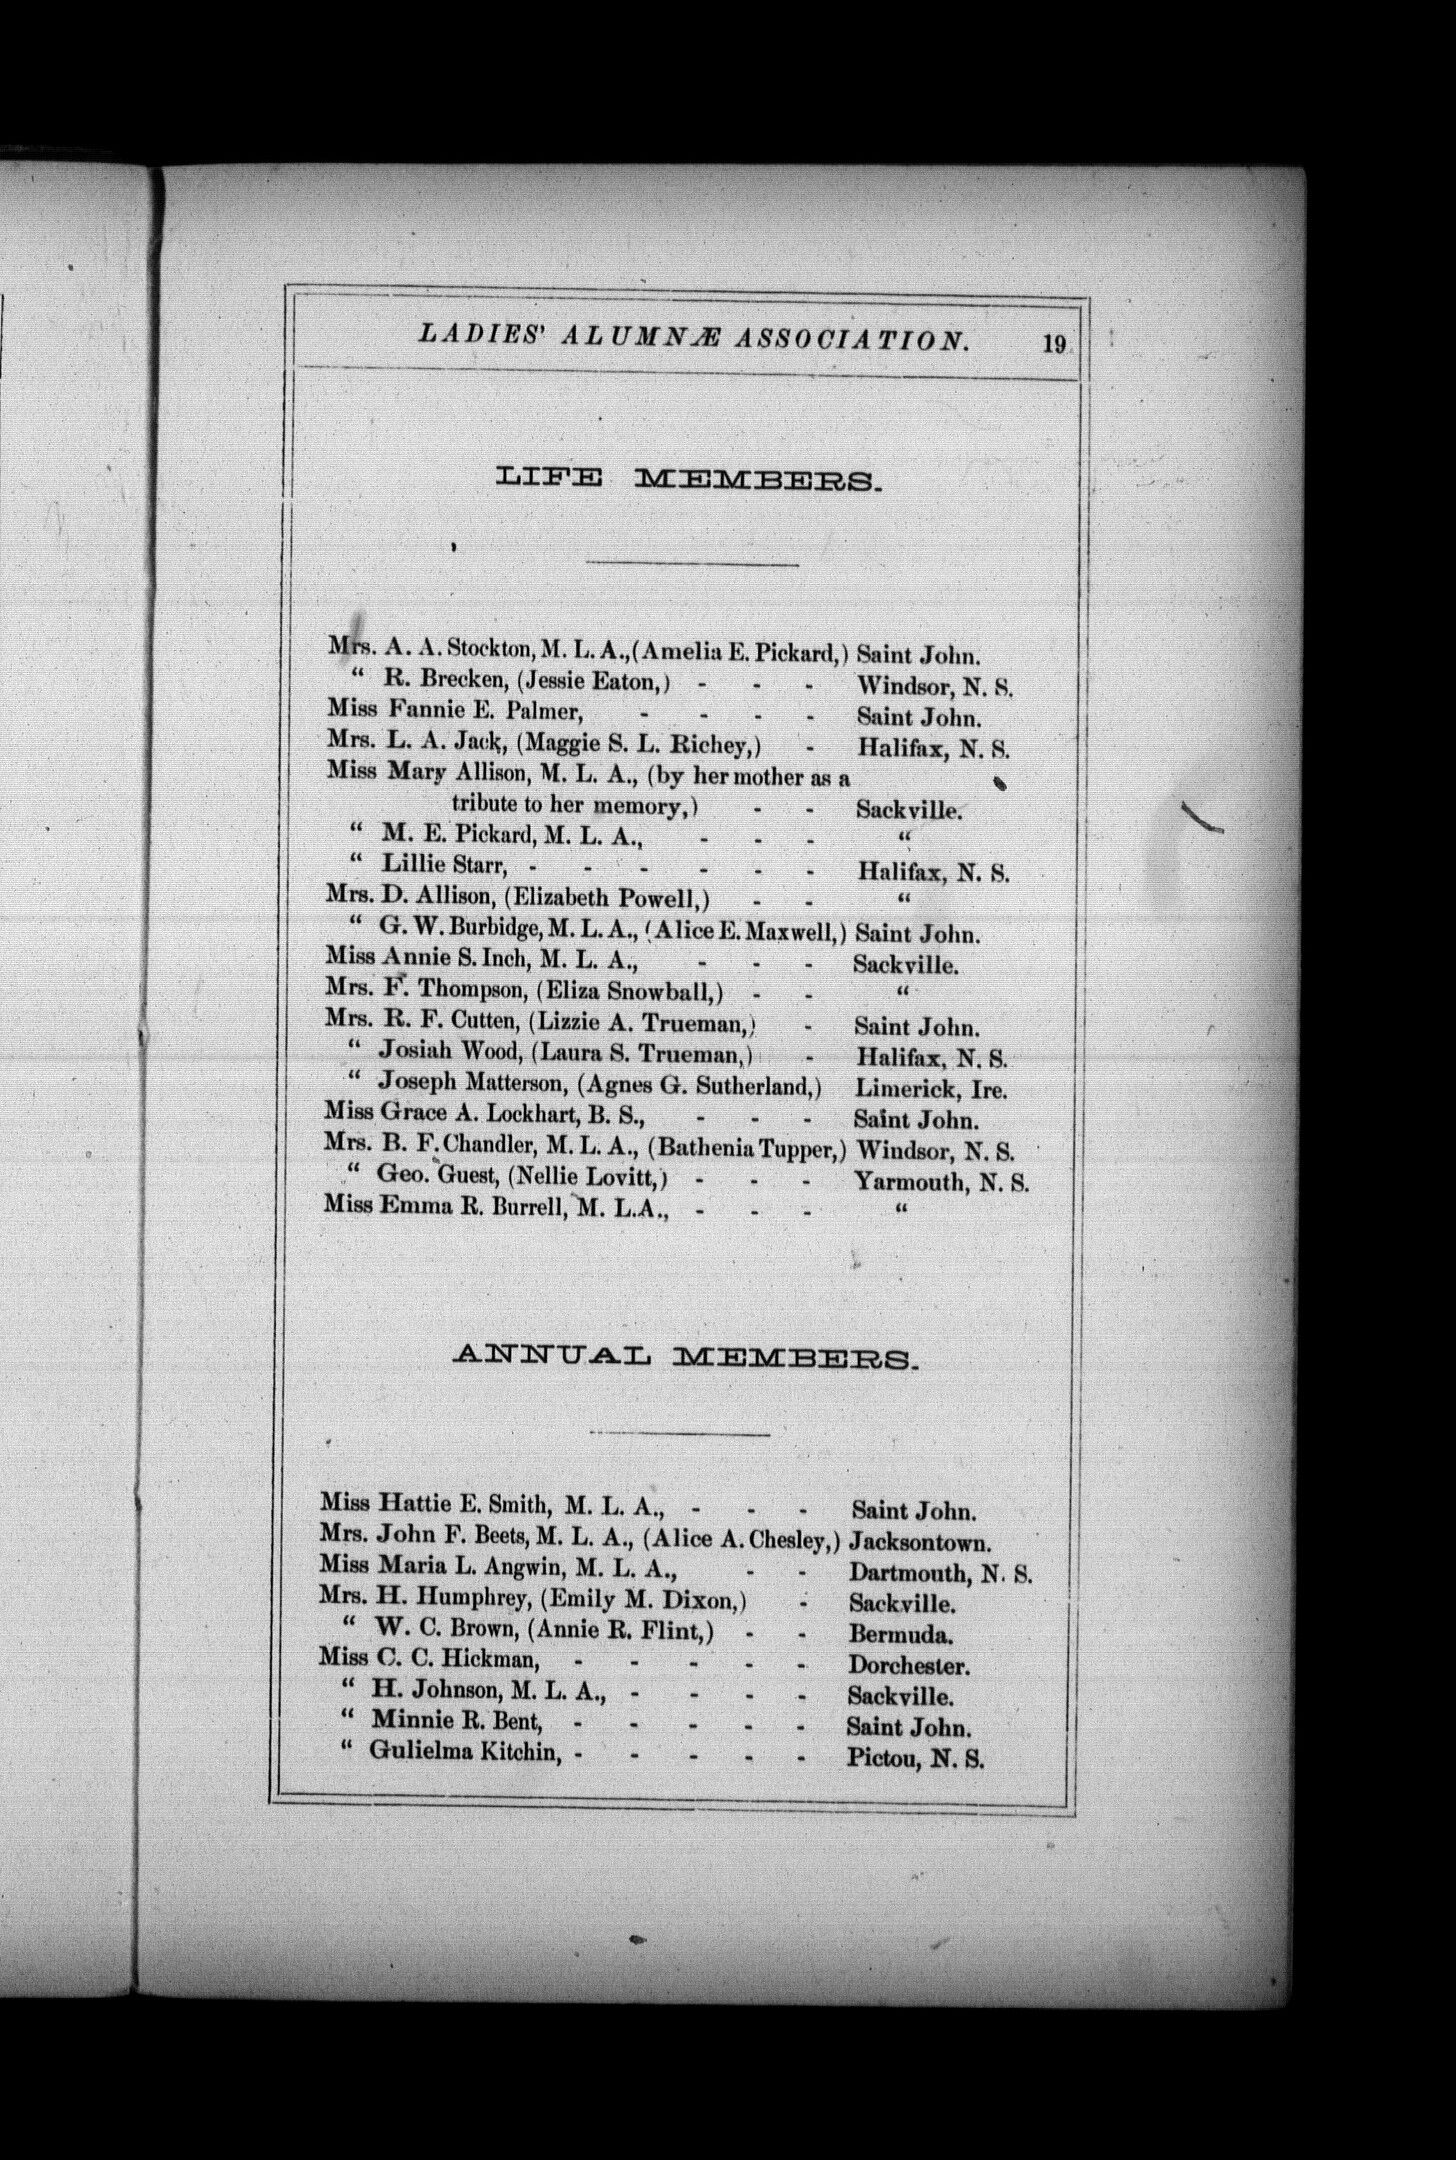 LADIES' ALUMNÆ ASSOCIATION. 19
LIFE MEMBERS.
Mrs. A. A. Stockton, M. L. A., (Amelia E. Pickard,) Saint John.
“ R. Brecken, (Jessie Eaton,) - - - Windsor, N. S.
Miss Fannie E. Palmer, - - - - Saint John.
Mrs. L. A. Jack, (Maggie S. L. Richey,) - Halifax, N. S.
Miss Mary Allison, M. L. A., (by her mother as a
tribute to her memory,) - - Sackville.
“ M. E. Pickard, M. L. A., - - - “
“ Lillie Starr, - - - - - - Halifax, N. S.
Mrs. D. Allison, (Elizabeth Powell,) - - “
“ G. W. Burbidge, M. L. A., (Alice E. Maxwell,) Saint John.
Miss Annie S. Inch, M. L. A., - - - Sackville.
Mrs. F. Thompson, (Eliza Snowball,) - - “
Mrs. R. F. Cutten, (Lizzie A. Trueman,) - Saint John.
“ Josiah Wood, (Laura S. Trueman,) - Halifax, N. S.
“ Joseph Matterson, (Agnes G. Sutherland,) Limerick, Ire.
Miss Grace A. Lockhart, B. S., - - - Saint John.
Mrs. B. F. Chandler, M. L. A., (Bathenia Tupper,) Windsor, N. S.
“ Geo. Guest, (Nellie Lovitt,) - - - Yarmouth, N. S.
Miss Emma R. Burrell, M. L.A., - - - “
ANNUAL MEMBERS.
Miss Hattie E. Smith, M. L. A., - - - Saint John.
Mrs. John F. Beets, M. L. A., (Alice A. Chesley,) Jacksontown.
Miss Maria L. Angwin, M. L. A., - - Dartmouth, N. S.
Mrs. H. Humphrey, (Emily M. Dixon,) - Sackville.
“ W. C. Brown, (Annie R. Flint,) - - Bermuda.
Miss C. C. Hickman, - - - - - Dorchester.
“ H. Johnson, M. L. A., - - - - Sackville.
“ Minnie R. Bent, - - - - - Saint John.
“ Gulielma Kitchin, - - - - - Pictou, N. S.